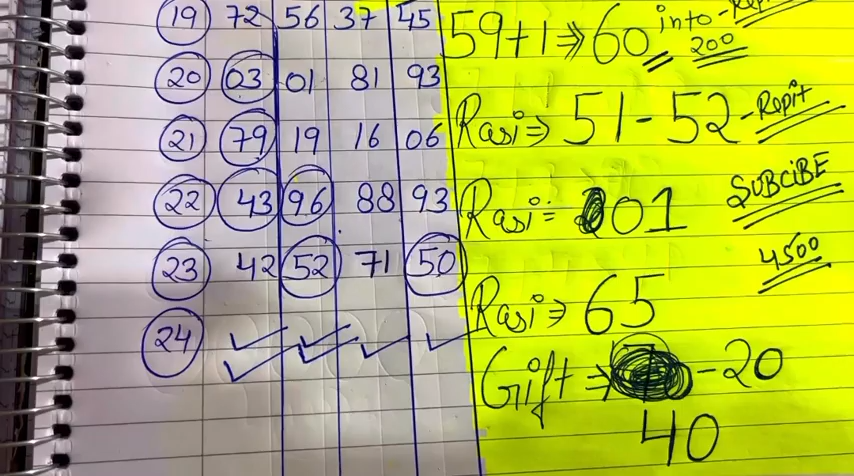 19 72 56 37 45
20 03 01 81 93
21 79 19 16 06
22 43 96 88 93
23 42 52 71 50
24
59+1⇒60 into-
200
Rasi⇒ 51-52-Repit
Rasi= 01
SUBCIBE
4500
Rasi⇒ 65
Gift⇒ -20
40